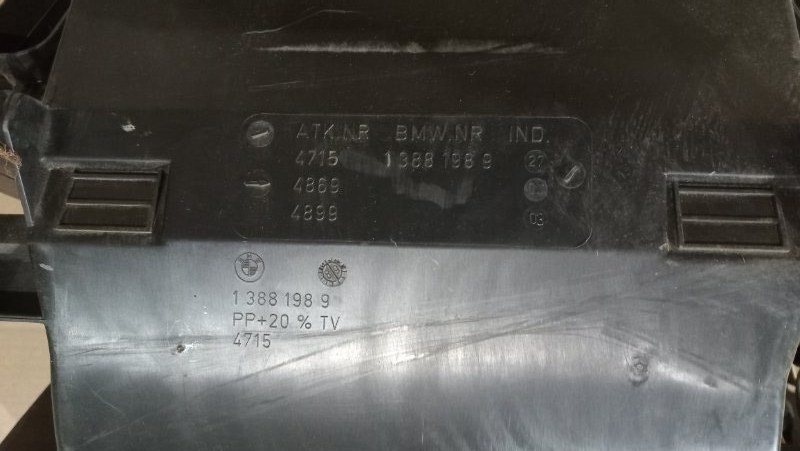 ATK.NR BMW.NR IND.
4715 1 388 198 9 27
4869
4899 03
1 388 198 9
PP+20 % TV
4715